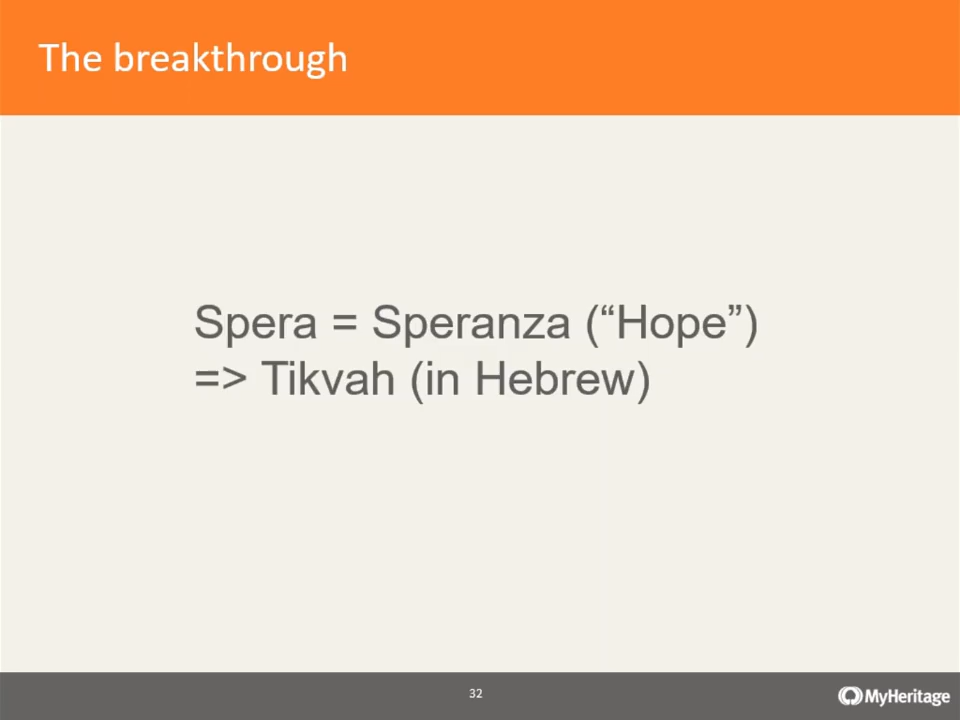 The breakthrough
Spera = Speranza (“Hope”)
=> Tikvah (in Hebrew)
32
MyHeritage